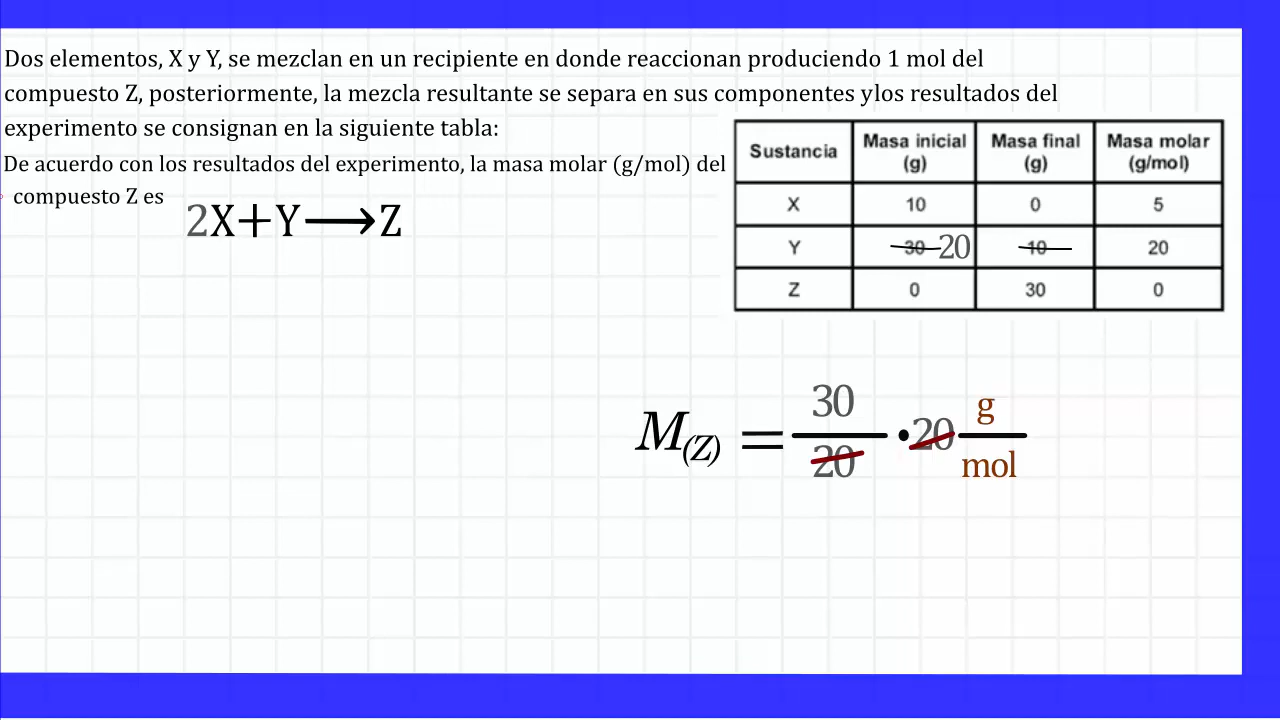 Dos elementos, X y Y, se mezclan en un recipiente en donde reaccionan produciendo 1 mol del
compuesto Z, posteriormente, la mezcla resultante se separa en sus componentes ylos resultados del
experimento se consignan en la siguiente tabla:
De acuerdo con los resultados del experimento, la masa molar (g/mol) del
compuesto Z es
2X+Y⟶Z
Sustancia Masa inicial (g) Masa final (g) Masa molar (g/mol)
X 10 0 5
Y 30 20 10 20
Z 0 30 0
M(Z) = 30/20 • 20 g/mol